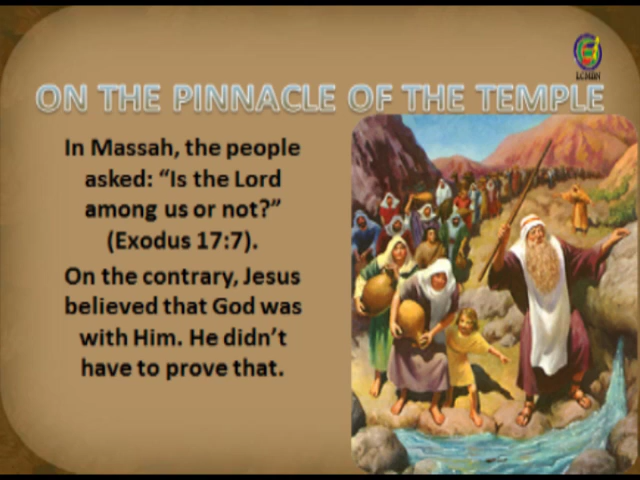 LCMBN
ON THE PINNACLE OF THE TEMPLE
In Massah, the people
asked: “Is the Lord
among us or not?”
(Exodus 17:7).
On the contrary, Jesus
believed that God was
with Him. He didn’t
have to prove that.